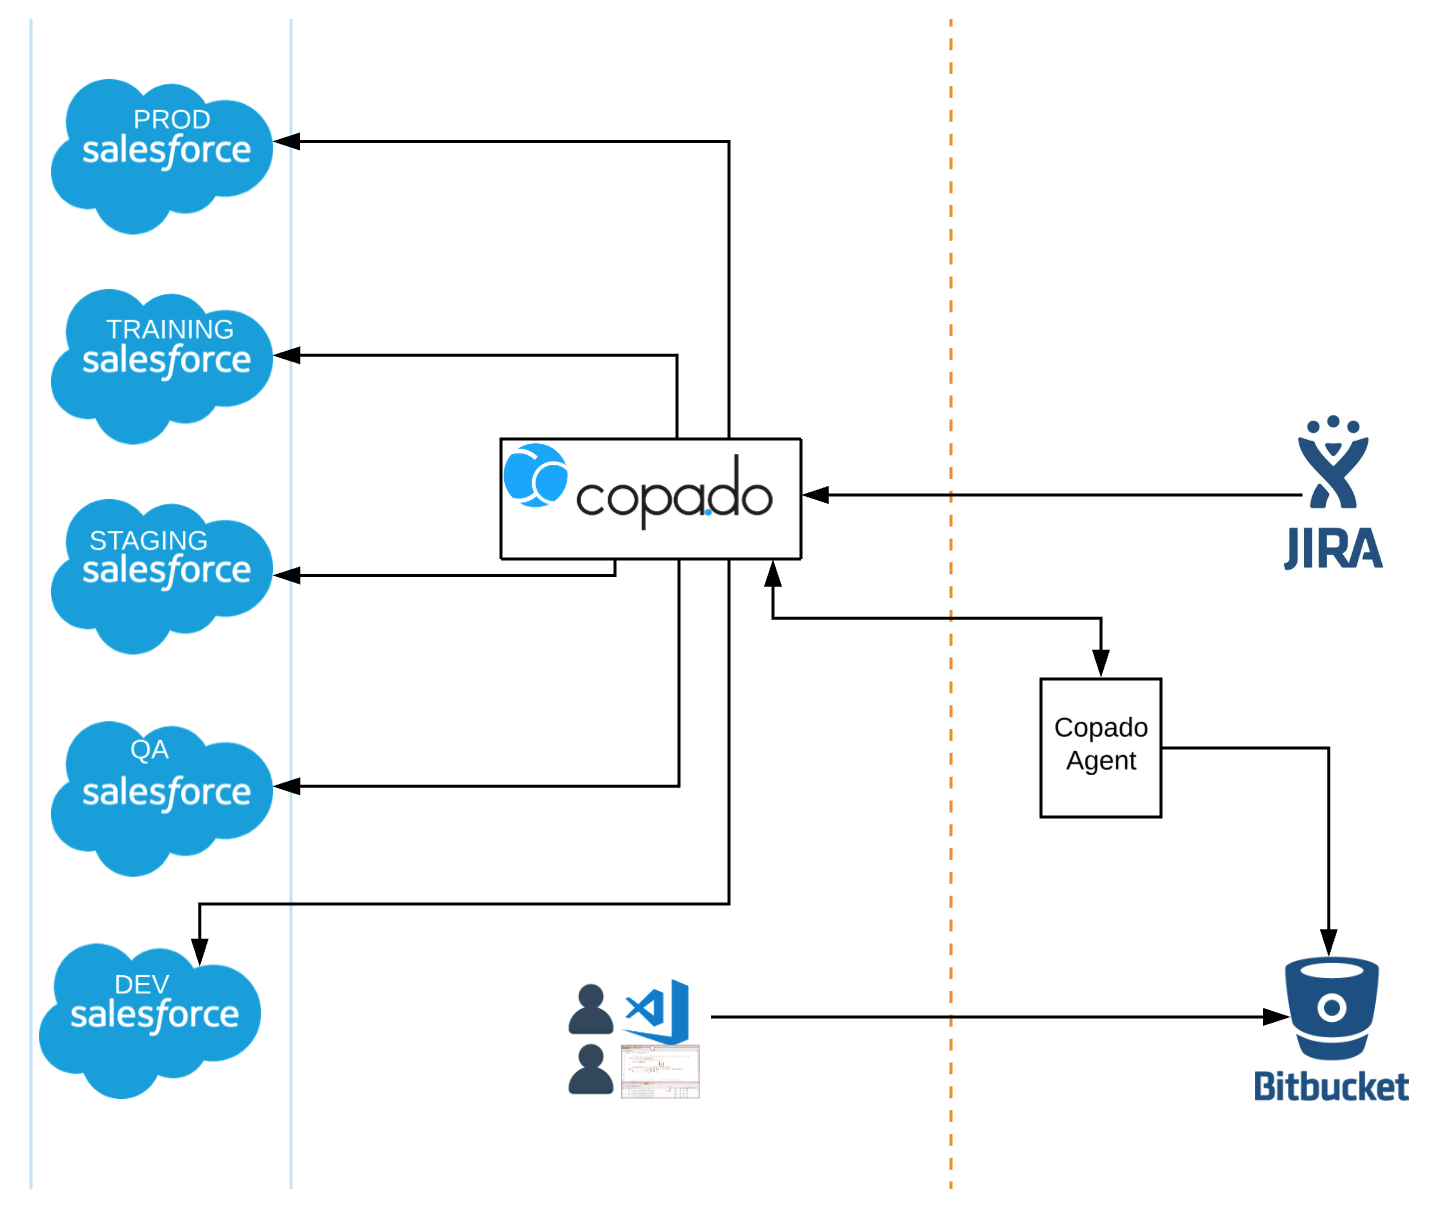 PROD
salesforce
TRAINING
salesforce
copado
JIRA
STAGING
salesforce
Copado
Agent
QA
salesforce
DEV
salesforce
Bitbucket